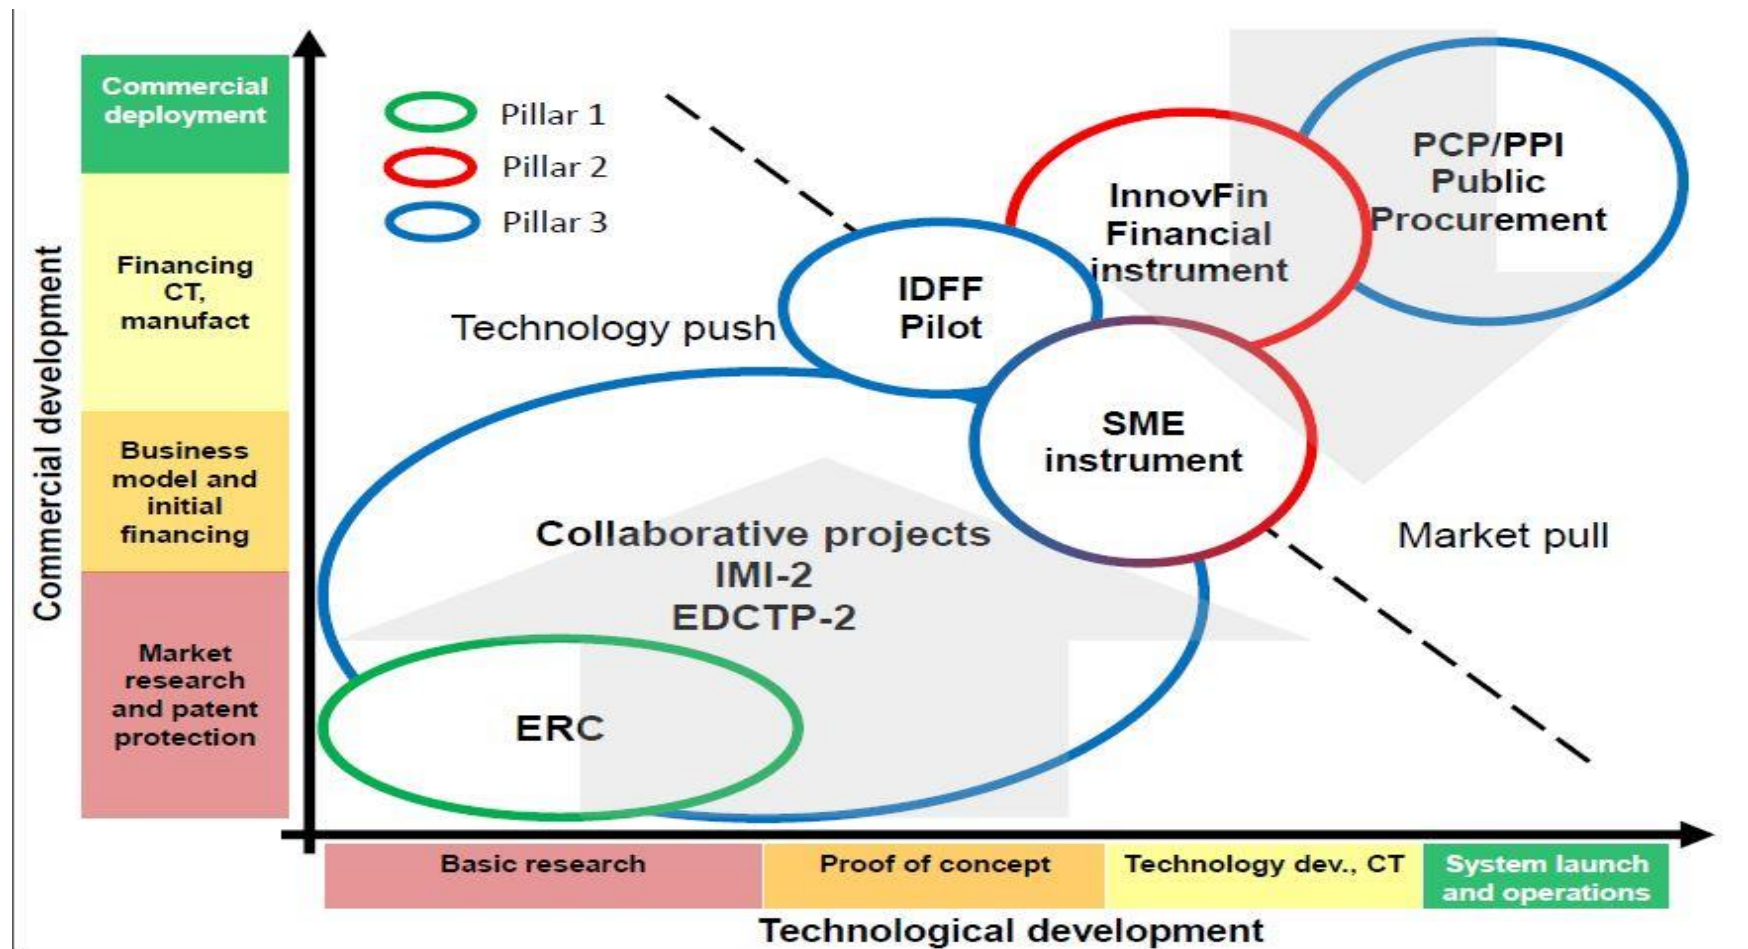 Commercial
deployment
Financing
CT,
manufact
Business
model and
initial
financing
Market
research
and patent
protection
Commercial development
Pillar 1
Pillar 2
Pillar 3
Technology push
IDFF
Pilot
InnovFin
Financial
instrument
PCP/PPI
Public
Procurement
SME
instrument
Market pull
Collaborative projects
IMI-2
EDCTP-2
ERC
Basic research
Proof of concept
Technology dev., CT
System launch
and operations
Technological development